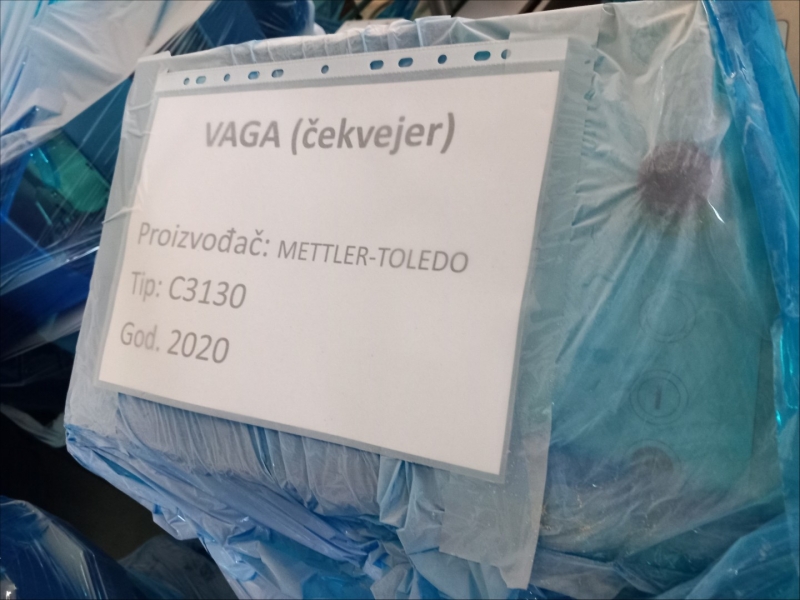 VAGA (čekvejer)
Proizvođač: METTLER-TOLEDO
Tip: C3130
God. 2020